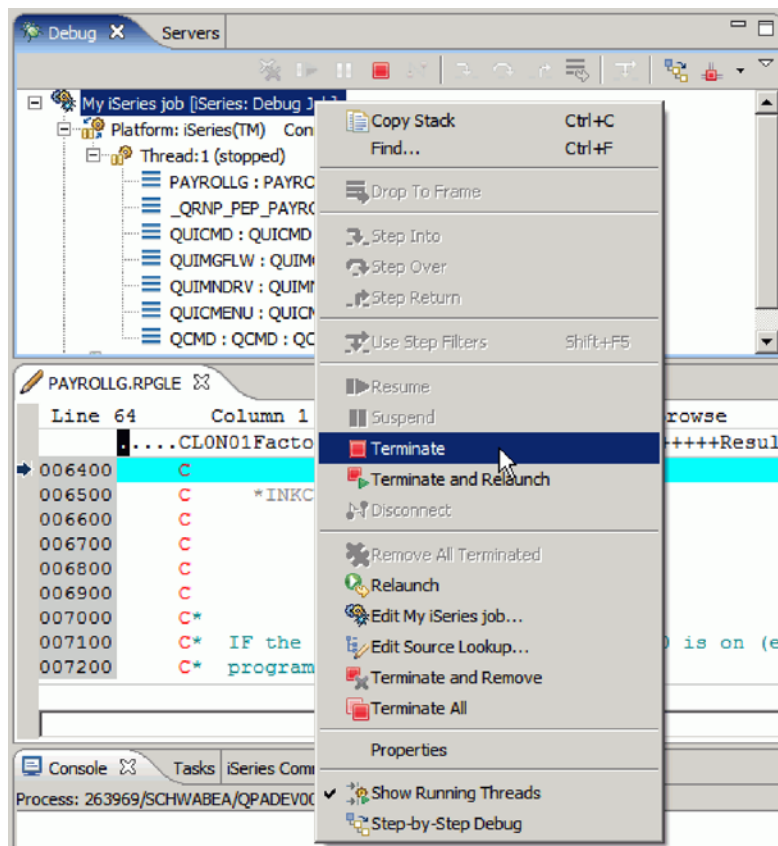 Debug Servers
My iSeries job [iSeries: Debug Job]
Platform: iSeries(TM) Con
Thread:1 (stopped)
PAYROLLG : PAYRO
_QRNP_PEP_PAYRO
QUICMD : QUICMD
QUIMGFLW : QUIMG
QUIMNDRV : QUIMN
QUICMENU : QUICM
QCMD : QCMD : QC
Copy Stack Ctrl+C
Find... Ctrl+F
Drop To Frame
Step Into
Step Over
Step Return
Use Step Filters Shift+F5
Resume
Suspend
Terminate
Terminate and Relaunch
Disconnect
Remove All Terminated
Relaunch
Edit My iSeries job...
Edit Source Lookup...
Terminate and Remove
Terminate All
Properties
Show Running Threads
Step-by-Step Debug
PAYROLLG.RPGLE
Line 64 Column 1 rowse
.....CL0N01Facto +++++Resul
006400 C
006500 C *INKC
006600 C
006700 C
006800 C
006900 C
007000 C*
007100 C* IF the is on (e
007200 C* program
Console Tasks iSeries Com
Process: 263969/SCHWABEA/QPADEV00